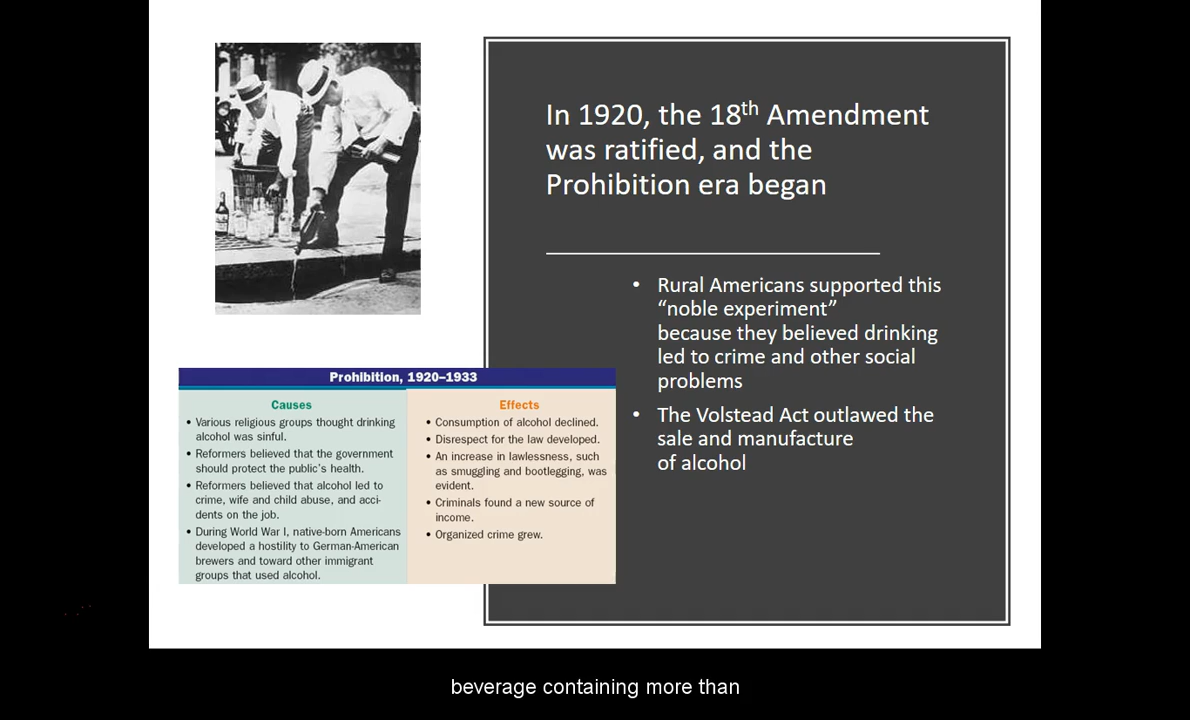 In 1920, the 18th Amendment
was ratified, and the
Prohibition era began
• Rural Americans supported this
“noble experiment”
because they believed drinking
led to crime and other social
problems
• The Volstead Act outlawed the
sale and manufacture
of alcohol
Prohibition, 1920–1933
Causes
• Various religious groups thought drinking
alcohol was sinful.
• Reformers believed that the government
should protect the public’s health.
• Reformers believed that alcohol led to
crime, wife and child abuse, and acci-
dents on the job.
• During World War I, native-born Americans
developed a hostility to German-American
brewers and toward other immigrant
groups that used alcohol.
Effects
• Consumption of alcohol declined.
• Disrespect for the law developed.
• An increase in lawlessness, such
as smuggling and bootlegging, was
evident.
• Criminals found a new source of
income.
• Organized crime grew.
beverage containing more than